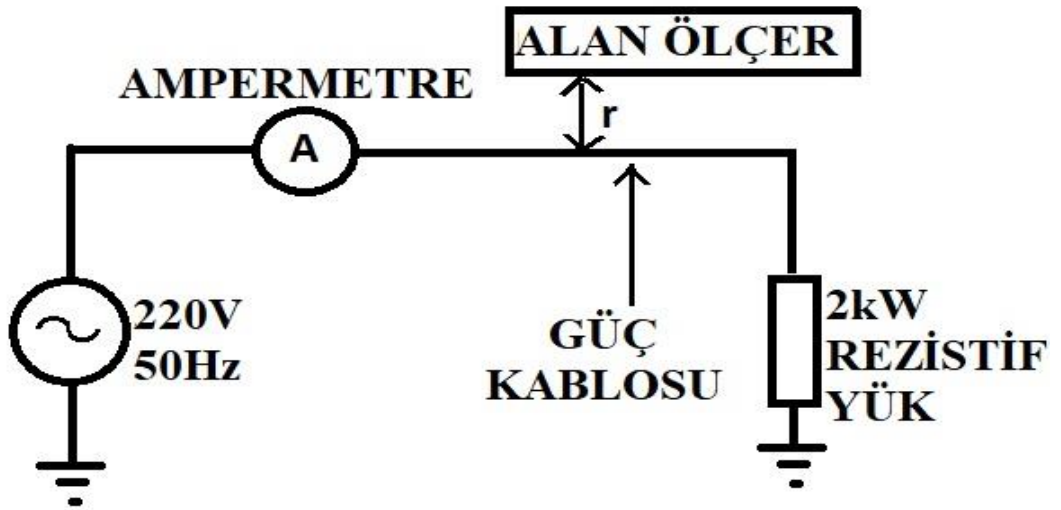 ALAN ÖLÇER
AMPERMETRE
r
A
220V
50Hz
GÜÇ
KABLOSU
2kW
REZİSTİF
YÜK